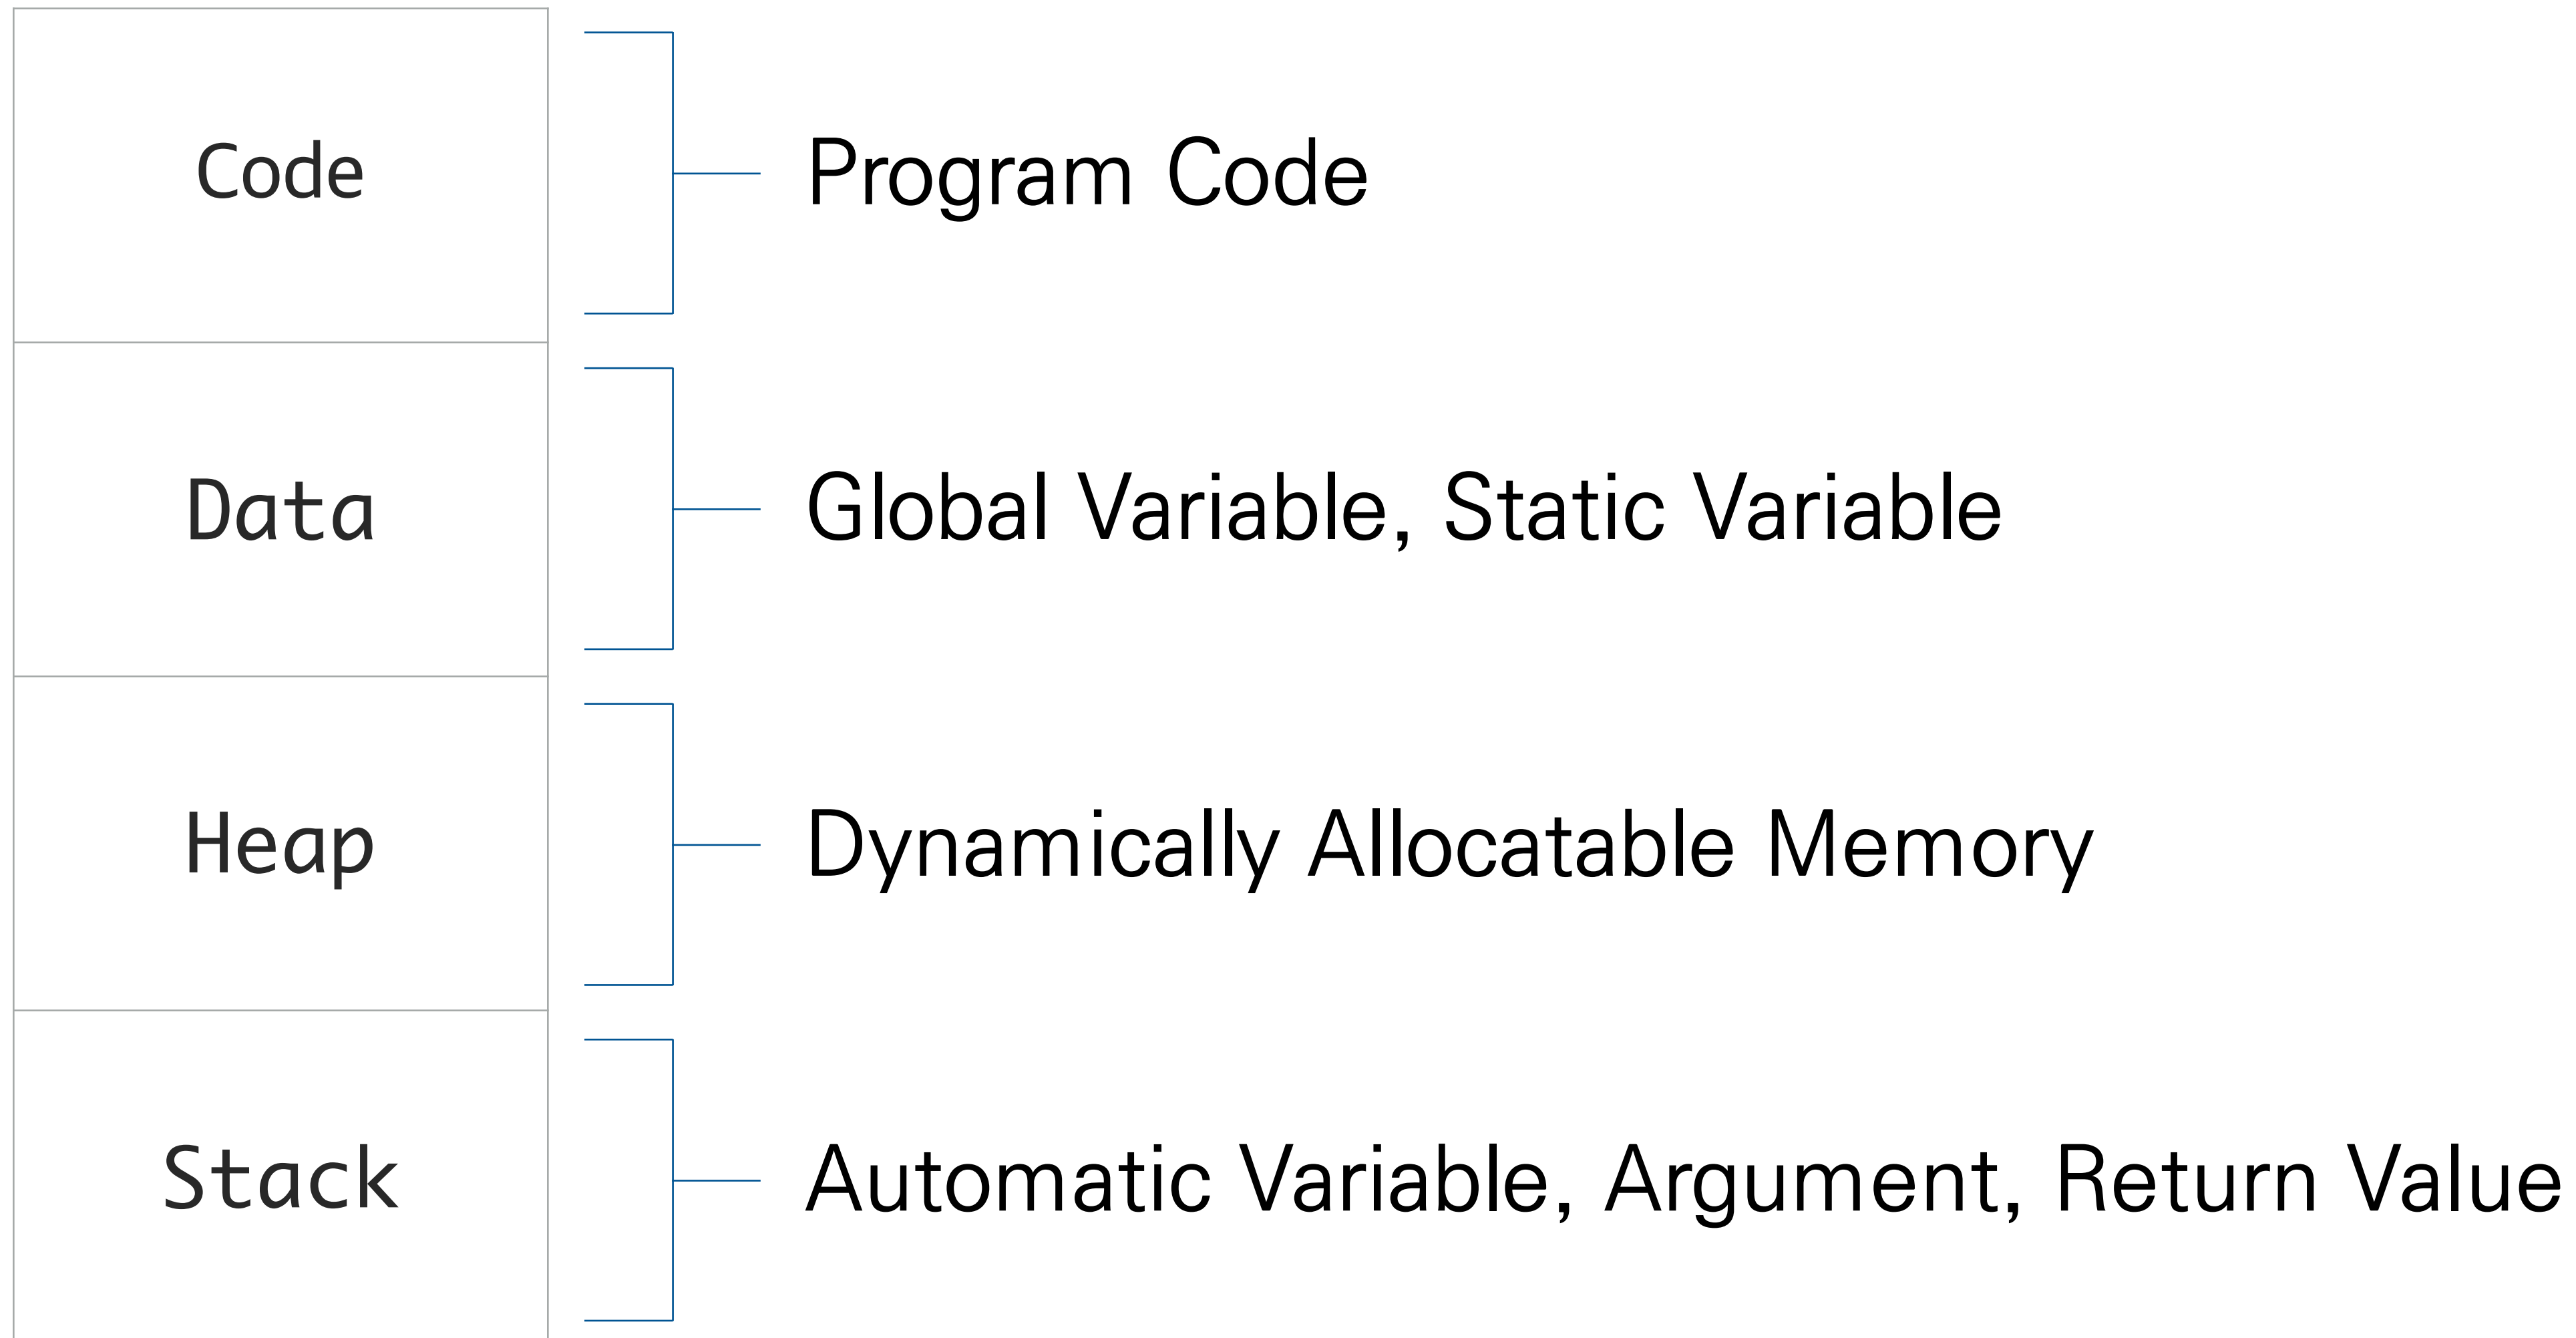 Code
Program Code
Data
Global Variable, Static Variable
Heap
Dynamically Allocatable Memory
Stack
Automatic Variable, Argument, Return Value